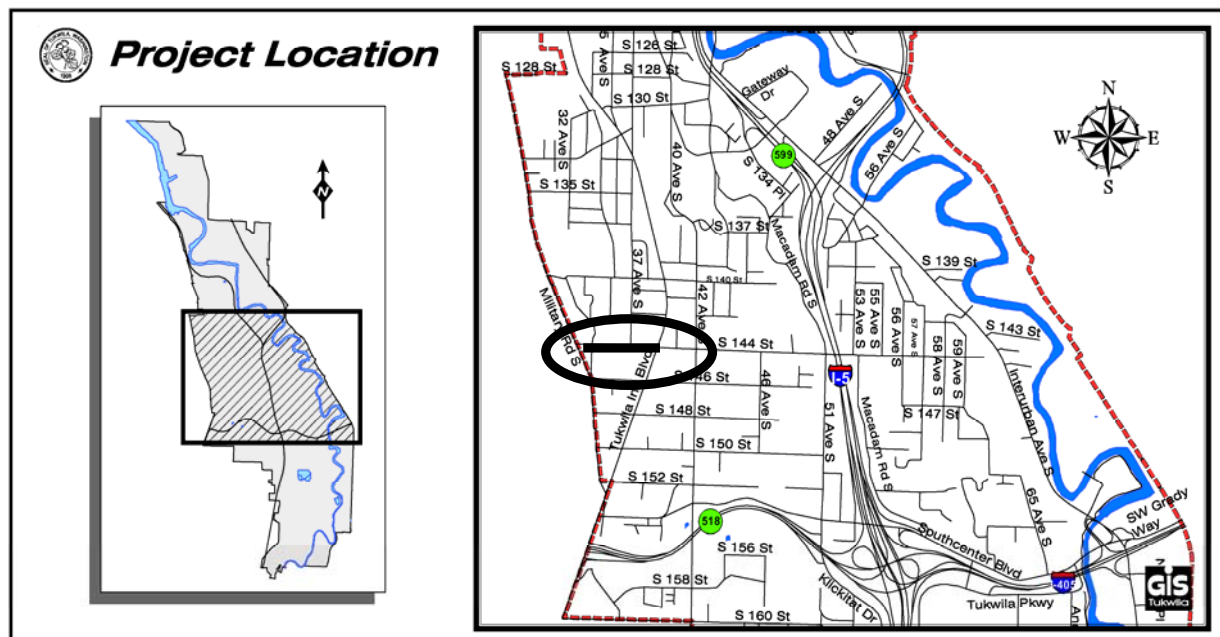 Project Location
N
S 126 St
S 128 St
S 128 St
S 130 St
Gateway
Dr
48 Ave S
56 Ave S
32 Ave S
40 Ave S
599
S 134 Pl
S 135 St
S 137 St
Macadam Rd S
37 Ave S
S 140 St
42 Ave S
S 139 St
Military Rd S
S 144 St
53 Ave S
55 Ave S
56 Ave S
57 Ave S
58 Ave S
59 Ave S
S 143 St
Interurban Ave S
S 146 St
46 Ave S
I-5
Tukwila Intl Blvd
S 148 St
S 147 St
S 150 St
51 Ave S
Macadam Rd S
S 152 St
65 Ave S
SW Grady
Way
518
Southcenter Blvd
S 156 St
S 158 St
Klickitat Dr
I-405
Tukwila Pkwy
S 160 St
N
W
E
S
GIS
Tukwila